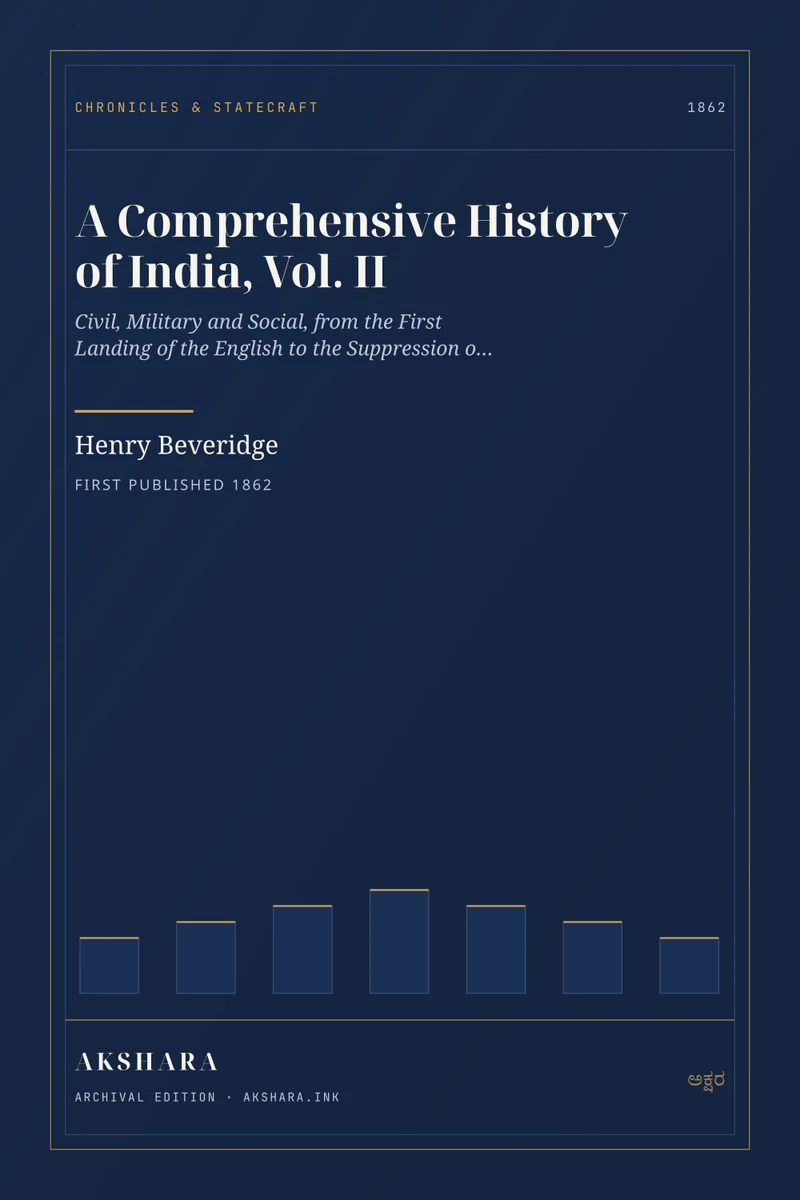 CHRONICLES & STATECRAFT
1862
A Comprehensive History
of India, Vol. II
Civil, Military and Social, from the First
Landing of the English to the Suppression o...
Henry Beveridge
FIRST PUBLISHED 1862
AKSHARA
ARCHIVAL EDITION · AKSHARA.INK
ಅಕ್ಷರ